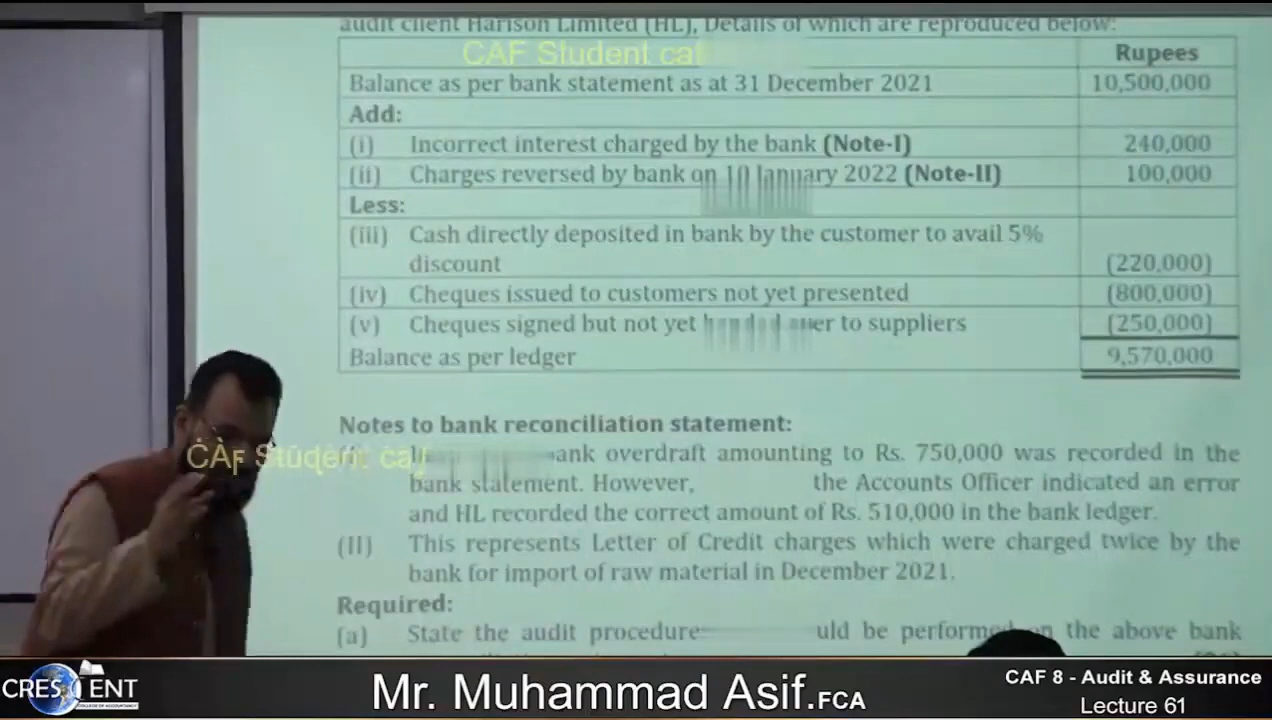 audit client Harison Limited (HL), Details of which are reproduced below:
CAF Student caf
Rupees
Balance as per bank statement as at 31 December 2021 10,500,000
Add:
(i) Incorrect interest charged by the bank (Note-I) 240,000
(ii) Charges reversed by bank on 10 January 2022 (Note-II) 100,000
Less:
(iii) Cash directly deposited in bank by the customer to avail 5%
discount (220,000)
(iv) Cheques issued to customers not yet presented (800,000)
(v) Cheques signed but not yet to suppliers (250,000)
Balance as per ledger 9,570,000
Notes to bank reconciliation statement:
overdraft amounting to Rs. 750,000 was recorded in the
CAF Student caf
bank statement. However, the Accounts Officer indicated an error
and HL recorded the correct amount of Rs. 510,000 in the bank ledger.
(II) This represents Letter of Credit charges which were charged twice by the
bank for import of raw material in December 2021.
Required:
(a) State the audit procedure be performed on the above bank
CRESCENT
COLLEGE OF ACCOUNTANCY
Mr. Muhammad Asif.FCA
CAF 8 - Audit & Assurance
Lecture 61